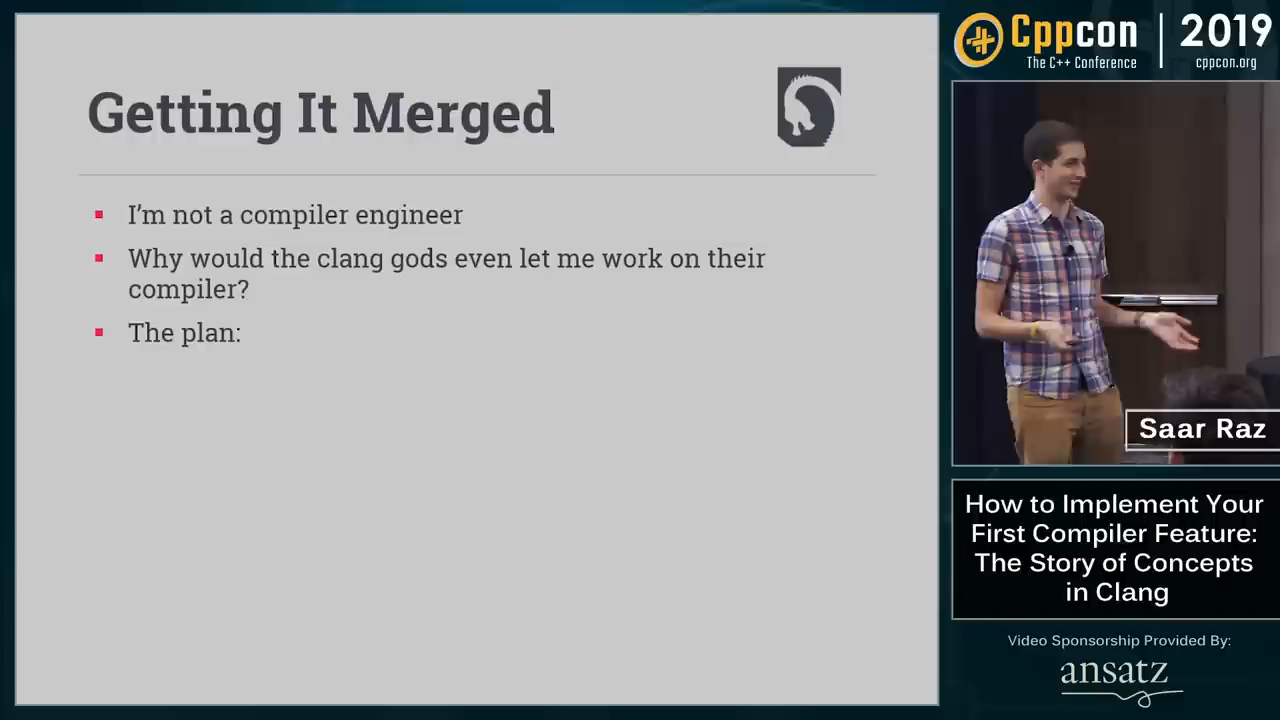 Getting It Merged
I'm not a compiler engineer
Why would the clang gods even let me work on their
compiler?
The plan:
Cppcon
The C++ Conference
2019
cppcon.org
Saar Raz
How to Implement Your
First Compiler Feature:
The Story of Concepts
in Clang
Video Sponsorship Provided By:
ansatz